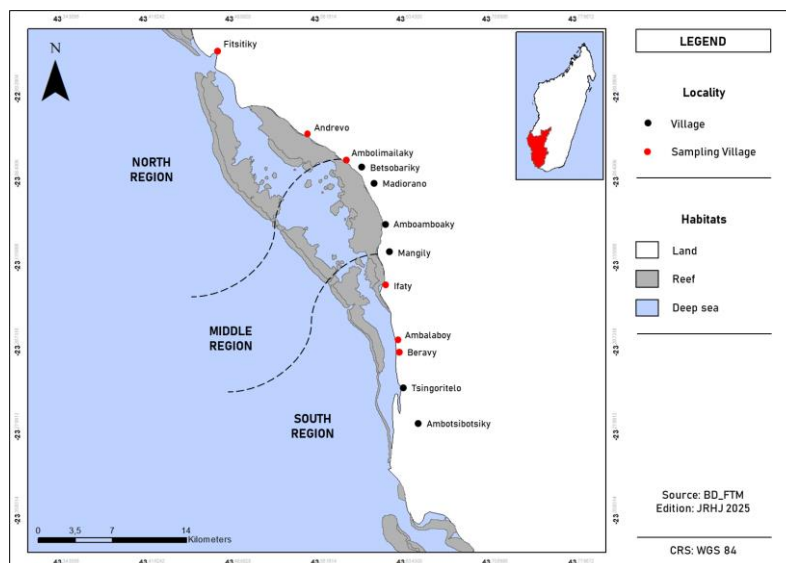 N
Fitsitiky
Andrevo
Ambolimailaky
Betsobariky
Madiorano
NORTH
REGION
Amboamboaky
Mangily
Ifaty
MIDDLE
REGION
Ambalaboy
Beravy
Tsingoritelo
SOUTH
REGION
Ambotsibotsiky
0 3,5 7 14
Kilometers
LEGEND
Locality
Village
Sampling Village
Habitats
Land
Reef
Deep sea
Source: BD_FTM
Edition: JRHJ 2025
CRS: WGS 84